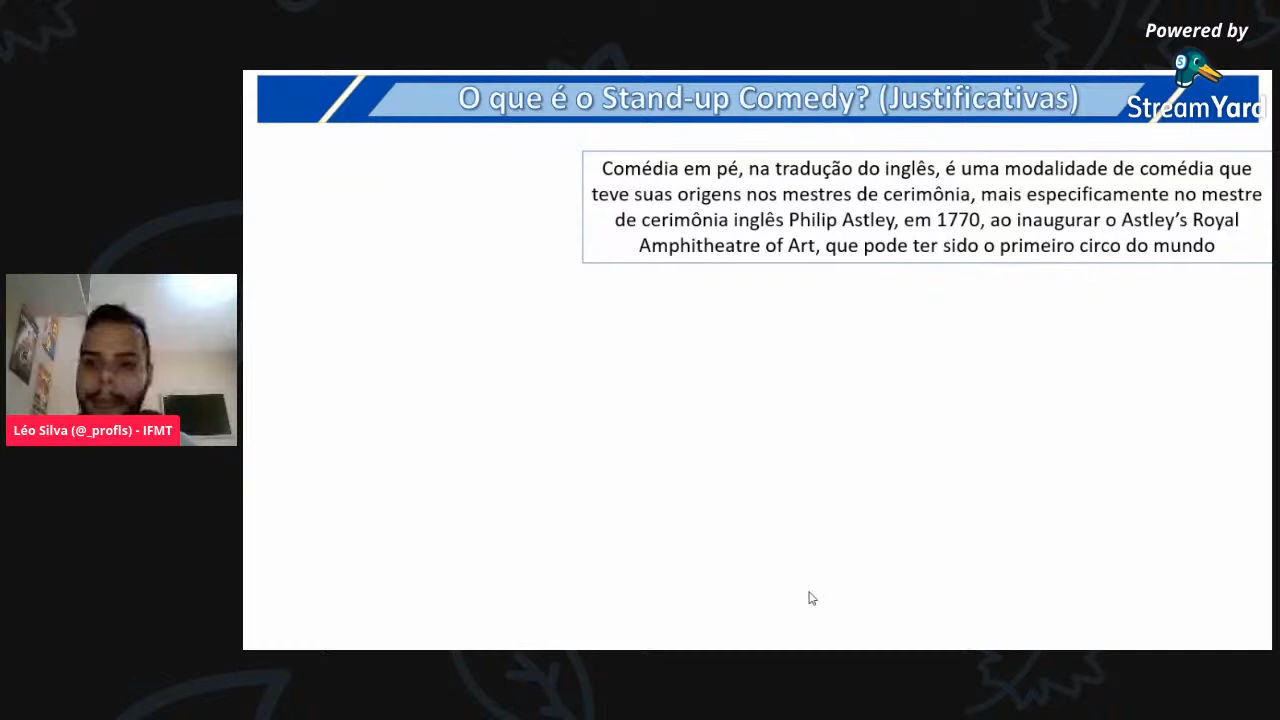 Powered by
StreamYard
O que é o Stand-up Comedy? (Justificativas)
Comédia em pé, na tradução do inglês, é uma modalidade de comédia que
teve suas origens nos mestres de cerimônia, mais especificamente no mestre
de cerimônia inglês Philip Astley, em 1770, ao inaugurar o Astley’s Royal
Amphitheatre of Art, que pode ter sido o primeiro circo do mundo
Léo Silva (@_profls) - IFMT